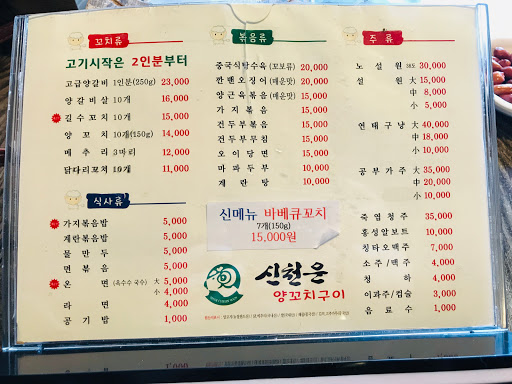 꼬치류
고기시작은 2인분부터
고급양갈비 1인분(250g) 23,000
양갈비살 10개 16,000
길수꼬치 10개 15,000
양꼬치 10개(150g) 14,000
메추리 3마리 12,000
닭다리꼬치 10개 11,000
식사류
가지볶음밥 5,000
계란볶음밥 5,000
물만두 5,000
면볶음 5,000
온면 (옥수수국수) 大 5,000
小 4,000
라면 4,000
공기밥 1,000
볶음류
중국식탕수육 (꼬보류) 20,000
깐팬오징어 (매운맛) 20,000
양근육볶음 (매운맛) 15,000
가지볶음 15,000
건두부볶음 15,000
건두부무침 15,000
오이당면 15,000
마파두부 10,000
계란탕 10,000
신메뉴 바베큐꼬치
7개(150g)
15,000원
신천운
양꼬치구이
주류
노설원 30,000
설원 大 15,000
中 8,000
小 5,000
연태구냥 大 40,000
中 18,000
小 10,000
공부가주 大 35,000
中 20,000
小 10,000
죽엽청주 35,000
홍성알보트 10,000
칭타오맥주 7,000
소주/맥주 4,000
청하 4,000
이과주/컵술 3,000
음료수 1,000